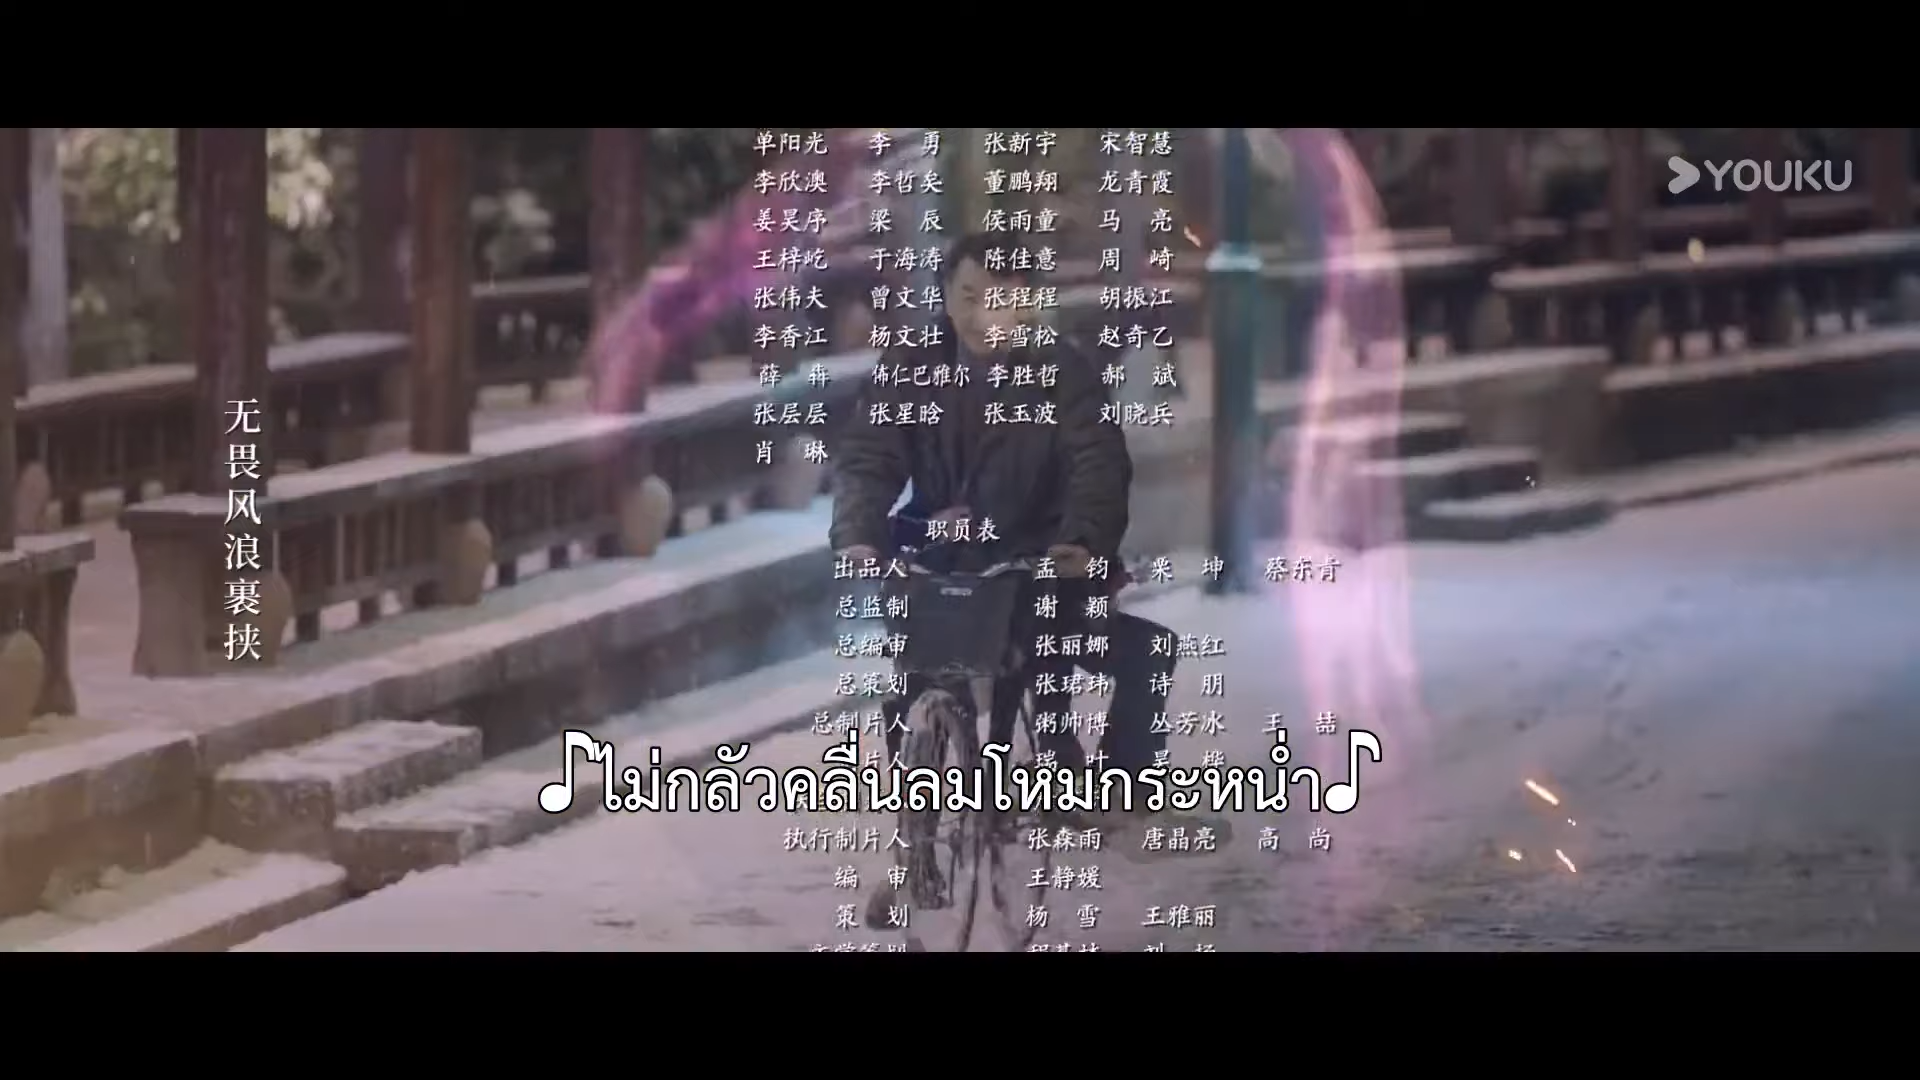 单阳光 李 勇 张新宇 宋智慧
YOUKU
李欣澳 李哲矣 董鹏翔 龙青霞
姜昊序 梁 辰 侯雨童 马 亮
王梓屹 于海涛 陈佳意 周 崎
张伟夫 曾文华 张程程 胡振江
李香江 杨文壮 李雪松 赵奇乙
薛 犇 佈仁巴雅尔 李胜哲 郝 斌
张层层 张星晗 张玉波 刘晓兵
肖 琳
无畏风浪裹挟
职员表
出品人 孟 钧 栗 坤 蔡东青
总监制 谢 颖
总编审 张丽娜 刘燕红
总策划 张珺玮 诗 朋
总制片人 粥帅博 丛芳冰 王 喆
♪ไม่กลัวคลื่นลมโหมกระหน่ำ♪
执行制片人 张森雨 唐晶亮 高 尚
编 审 王静媛
策 划 杨 雪 王雅丽